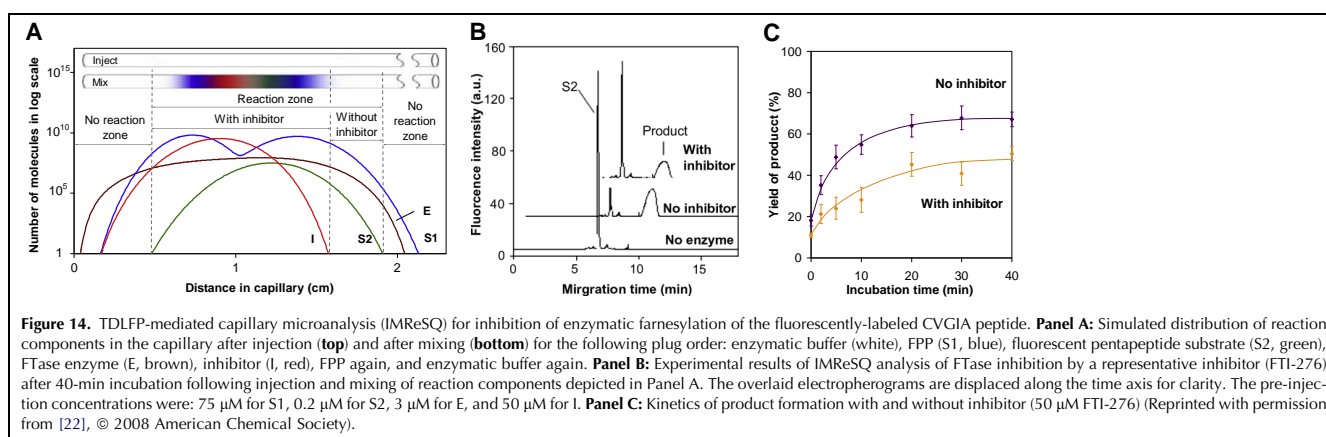 A
Number of molecules in log scale
10^15
10^10
10^5
1
Inject
Mix
Reaction zone
No reaction zone
With inhibitor
Without inhibitor
No reaction zone
I
S2
E
S1
0
1
2
Distance in capillary (cm)
B
Fluorcence intensity (a.u.)
160
120
80
40
0
S2
Product
With inhibitor
No inhibitor
No enzyme
5
10
15
Mirgration time (min)
C
Yield of producct (%)
100
80
60
40
20
0
No inhibitor
With inhibitor
0
10
20
30
40
Incubation time (min)
Figure 14. TDLFP-mediated capillary microanalysis (IMReSQ) for inhibition of enzymatic farnesylation of the fluorescently-labeled CVGIA peptide. Panel A: Simulated distribution of reaction
components in the capillary after injection (top) and after mixing (bottom) for the following plug order: enzymatic buffer (white), FPP (S1, blue), fluorescent pentapeptide substrate (S2, green),
FTase enzyme (E, brown), inhibitor (I, red), FPP again, and enzymatic buffer again. Panel B: Experimental results of IMReSQ analysis of FTase inhibition by a representative inhibitor (FTI-276)
after 40-min incubation following injection and mixing of reaction components depicted in Panel A. The overlaid electropherograms are displaced along the time axis for clarity. The pre-injec-
tion concentrations were: 75 μM for S1, 0.2 μM for S2, 3 μM for E, and 50 μM for I. Panel C: Kinetics of product formation with and without inhibitor (50 μM FTI-276) (Reprinted with permission
from [22], © 2008 American Chemical Society).